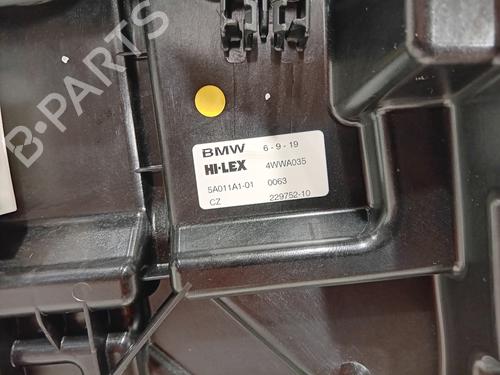 B-PARTS
BMW 6-9-19
HI-LEX 4WWA035
5A011A1-01 0063
CZ 229752-10